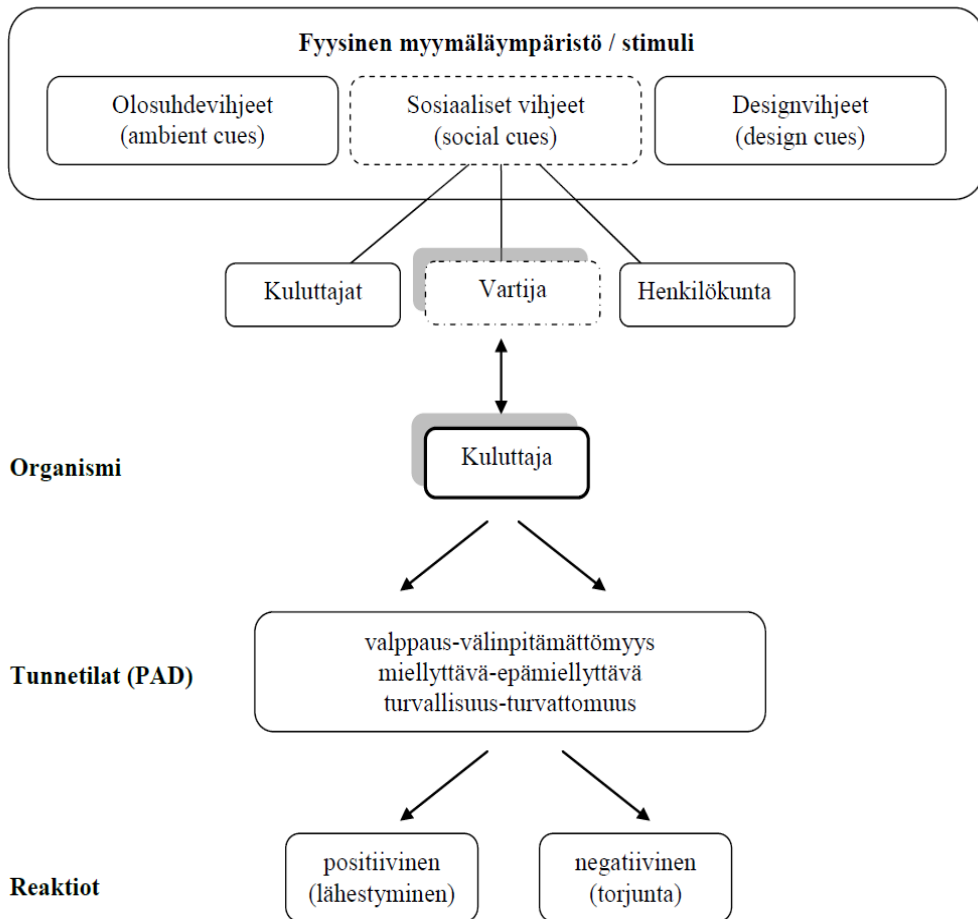 Fyysinen myymäläympäristö / stimuli
Olosuhdevihjeet
(ambient cues)
Sosiaaliset vihjeet
(social cues)
Designvihjeet
(design cues)
Kuluttajat
Vartija
Henkilökunta
Organismi
Kuluttaja
Tunnetilat (PAD)
valppaus-välinpitämättömyys
miellyttävä-epämiellyttävä
turvallisuus-turvattomuus
Reaktiot
positiivinen
(lähestyminen)
negatiivinen
(torjunta)